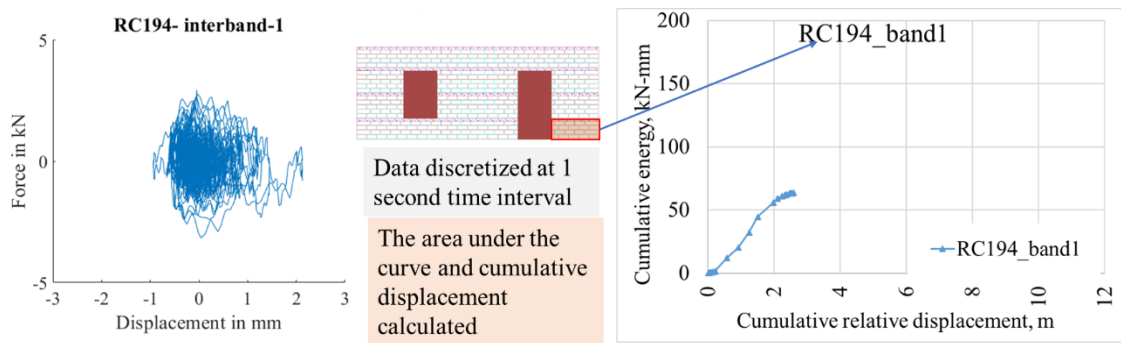 RC194- interband-1
5
0
-5
Force in kN
-3
-2
-1
0
1
2
3
Displacement in mm
Data discretized at 1
second time interval
The area under the
curve and cumulative
displacement
calculated
RC194_band1
200
150
100
50
0
Cumulative energy, kN-mm
RC194_band1
0
2
4
6
8
10
12
Cumulative relative displacement, m